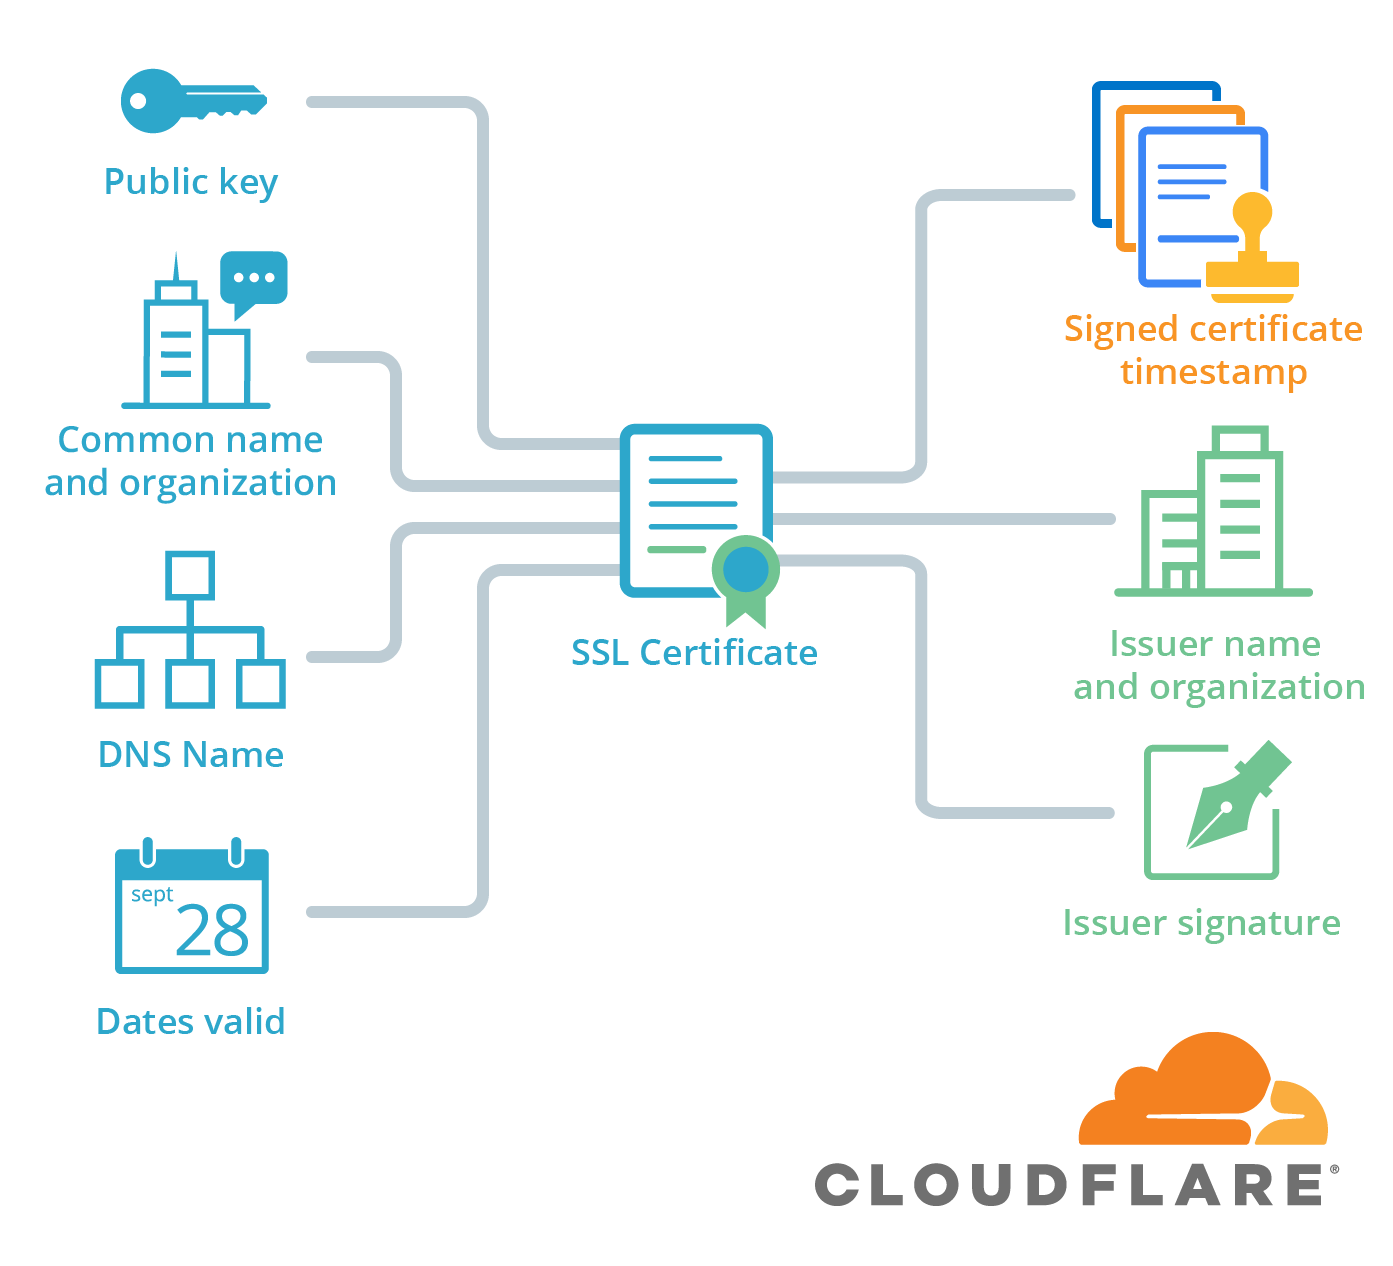 Public key
Common name
and organization
DNS Name
sept
28
Dates valid
SSL Certificate
Signed certificate
timestamp
Issuer name
and organization
Issuer signature
CLOUDFLARE®